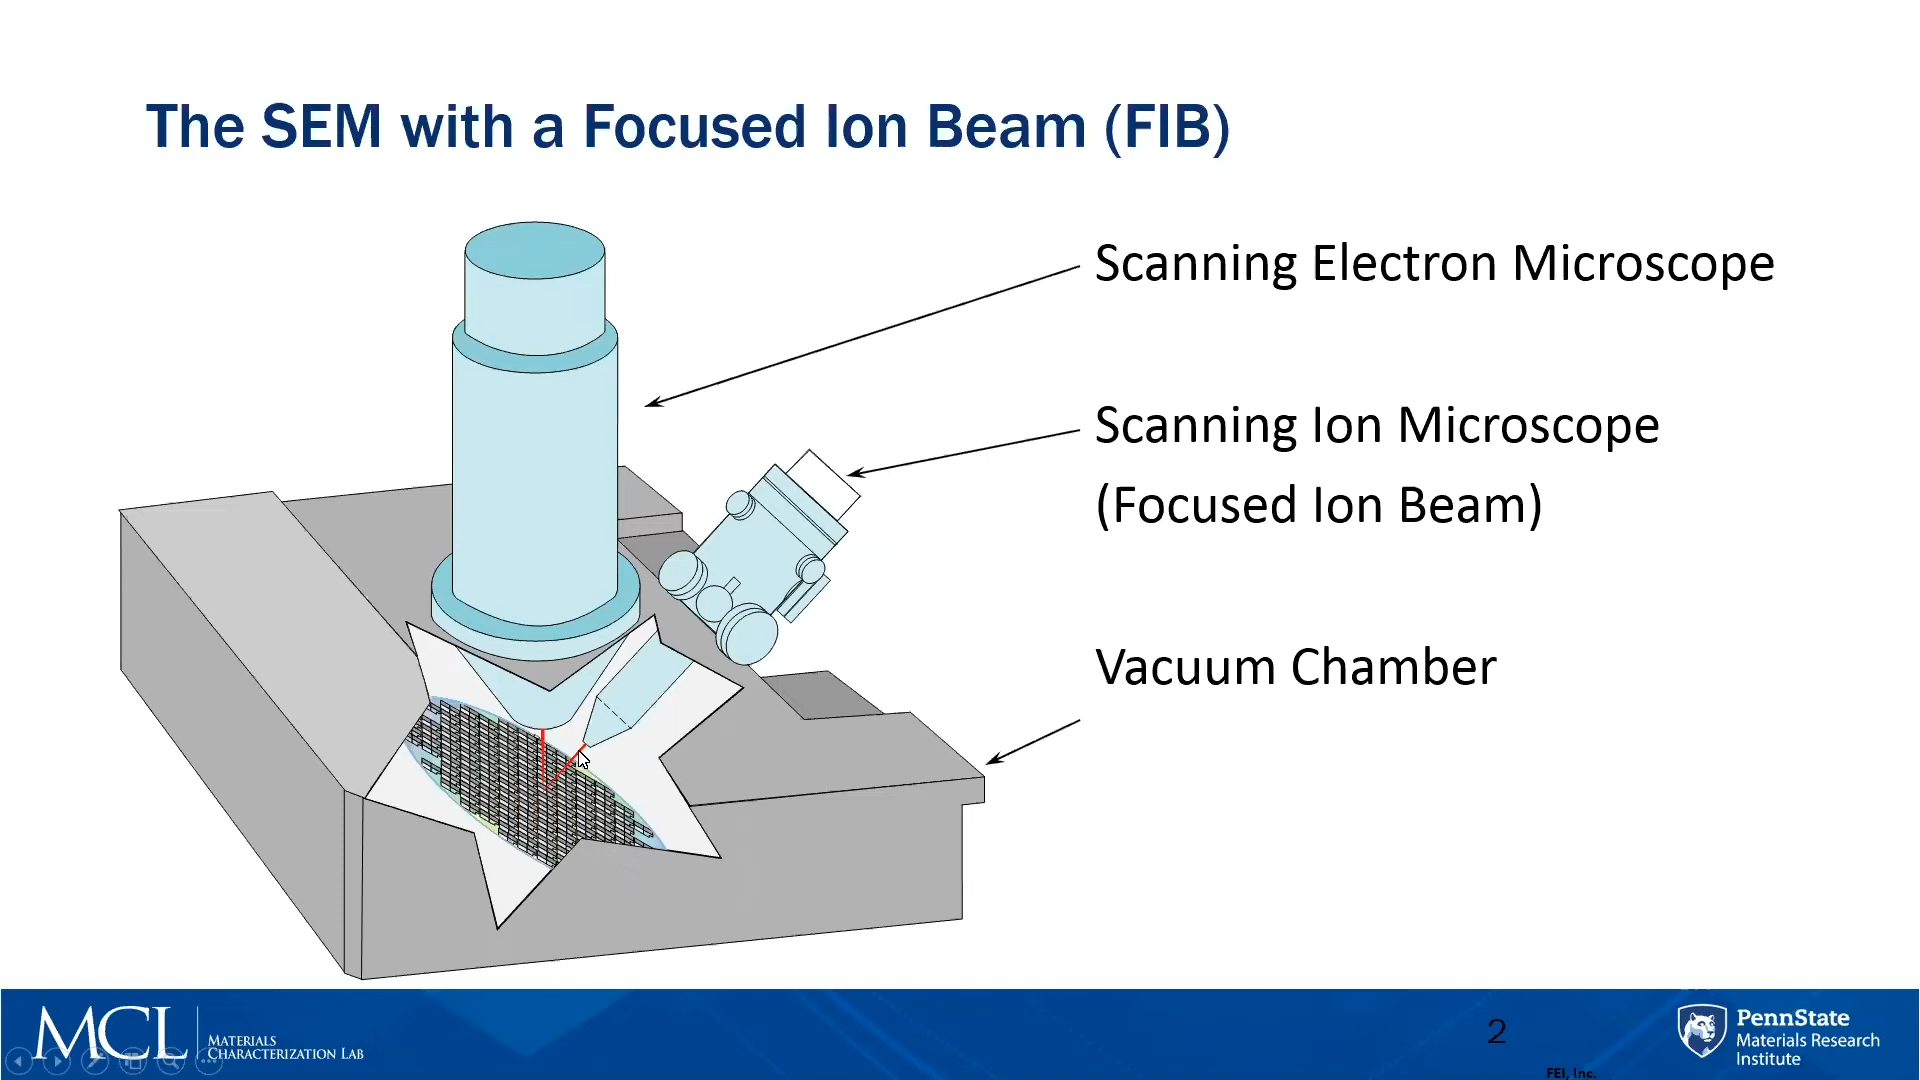 The SEM with a Focused Ion Beam (FIB)
Scanning Electron Microscope
Scanning Ion Microscope
(Focused Ion Beam)
Vacuum Chamber
MCL
MATERIALS
CHARACTERIZATION LAB
2
FEI, Inc.
PennState
Materials Research
Institute